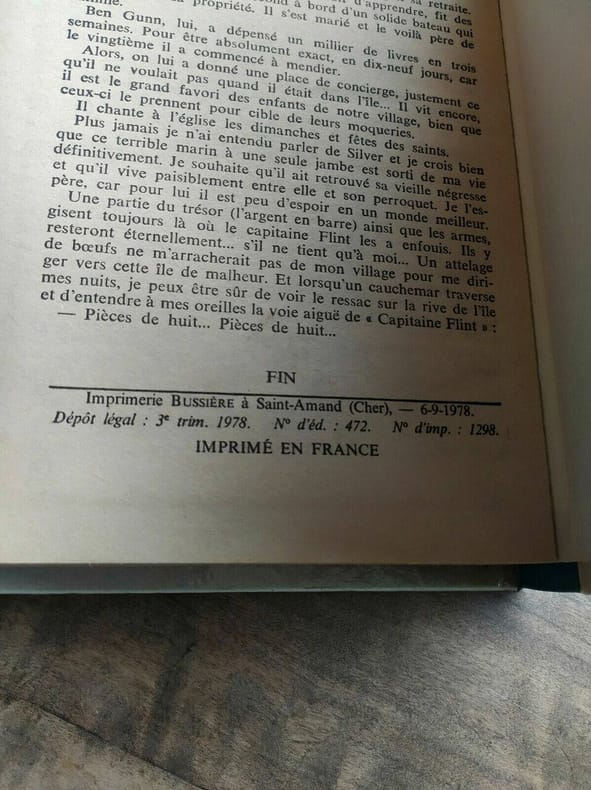 sa retraite.
d'apprendre, fit des
à bord d'un solide bateau qui
propriété. Il s'est marié et le voilà père de
Ben Gunn, lui, a dépensé un millier de livres en trois
semaines. Pour être absolument exact, en dix-neuf jours, car
le vingtième il a commencé à mendier.
Alors, on lui a donné une place de concierge, justement ce
qu'il ne voulait pas quand il était dans l'île... Il vit encore,
il est le grand favori des enfants de notre village, bien que
ceux-ci le prennent pour cible de leurs moqueries.
Il chante à l'église les dimanches et fêtes des saints.
Plus jamais je n'ai entendu parler de Silver et je crois bien
que ce terrible marin à une seule jambe est sorti de ma vie
définitivement. Je souhaite qu'il ait retrouvé sa vieille négresse
et qu'il vive paisiblement entre elle et son perroquet. Je l'es-
père, car pour lui il est peu d'espoir en un monde meilleur.
Une partie du trésor (l'argent en barre) ainsi que les armes,
gisent toujours là où le capitaine Flint les a enfouis. Ils y
resteront éternellement... s'il ne tient qu'à moi... Un attelage
de bœufs ne m'arracherait pas de mon village pour me diri-
ger vers cette île de malheur. Et lorsqu'un cauchemar traverse
mes nuits, je peux être sûr de voir le ressac sur la rive de l'île
et d'entendre à mes oreilles la voie aiguë de « Capitaine Flint » :
— Pièces de huit... Pièces de huit...
FIN
Imprimerie BUSSIÈRE à Saint-Amand (Cher), — 6-9-1978.
Dépôt légal : 3e trim. 1978. N° d'éd. : 472. N° d'imp. : 1298.
IMPRIMÉ EN FRANCE